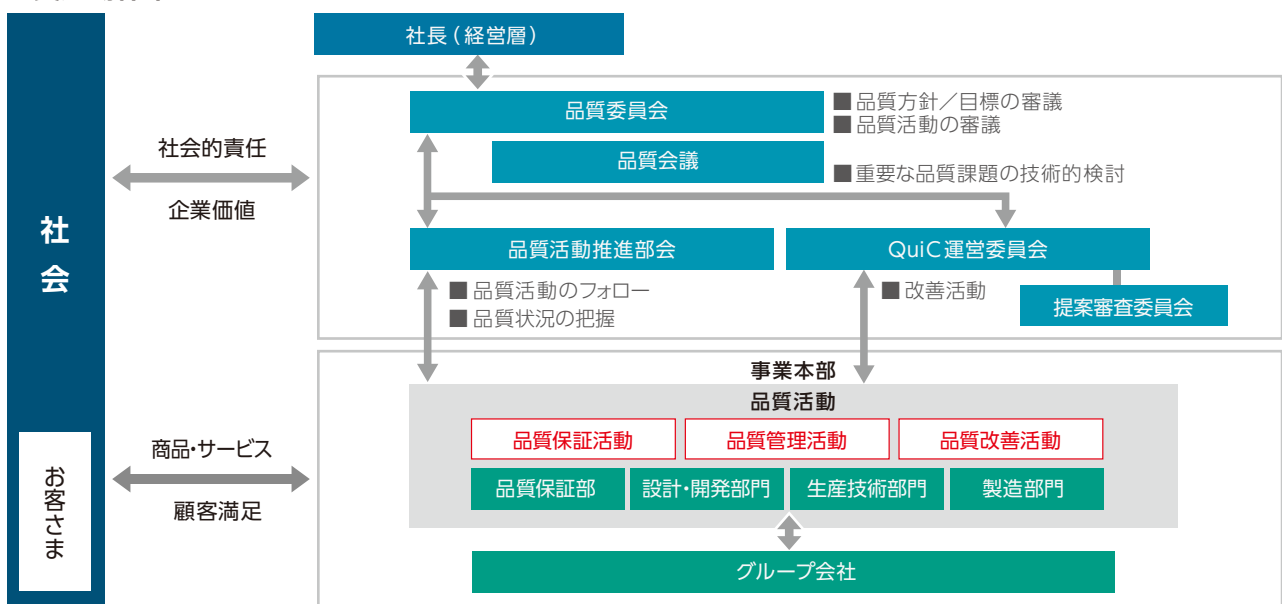 社長（経営層）
品質委員会
■品質方針／目標の審議
■品質活動の審議
社会的責任
品質会議
■重要な品質課題の技術的検討
企業価値
社会
品質活動推進部会
QuiC運営委員会
■品質活動のフォロー
■改善活動
■品質状況の把握
提案審査委員会
事業本部
品質活動
品質保証活動
品質管理活動
品質改善活動
商品・サービス
お客さま
品質保証部
設計・開発部門
生産技術部門
製造部門
顧客満足
グループ会社